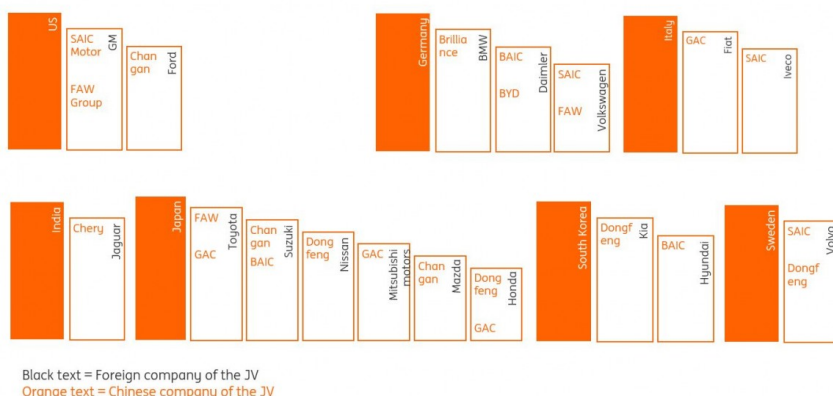 US
SAIC
Motor
FAW
Group
GM
Chan
gan
Ford
Germany
Brillia
nce
BMW
BAIC
BYD
Daimler
SAIC
FAW
Volkswagen
Italy
GAC
Fiat
SAIC
Iveco
India
Chery
Jaguar
Japan
FAW
GAC
Toyota
Chan
gan
BAIC
Suzuki
Dong
feng
Nissan
GAC
Mitsubishi
motors
Chan
gan
Mazda
Dong
feng
GAC
Honda
South Korea
Dongf
eng
Kia
BAIC
Hyundai
Sweden
SAIC
Dongf
eng
Volvo
Black text = Foreign company of the JV
Orange text = Chinese company of the JV